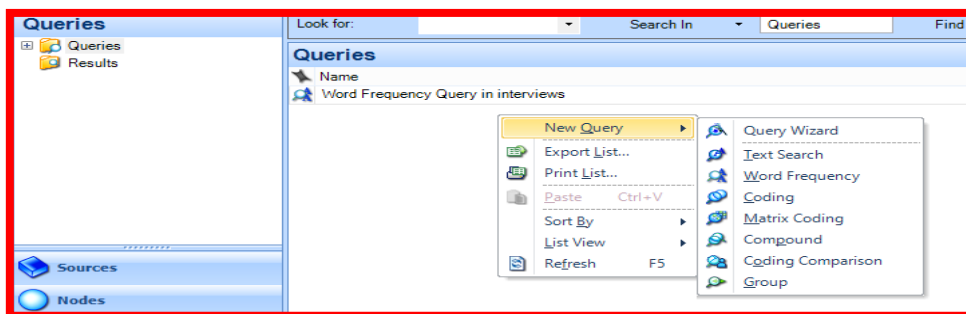 Queries
Look for:
Search In
Queries
Find
Queries
Results
Queries
Name
Word Frequency Query in interviews
New Query
Export List...
Print List...
Paste Ctrl+V
Sort By
List View
Refresh F5
Query Wizard
Text Search
Word Frequency
Coding
Matrix Coding
Compound
Coding Comparison
Group
Sources
Nodes